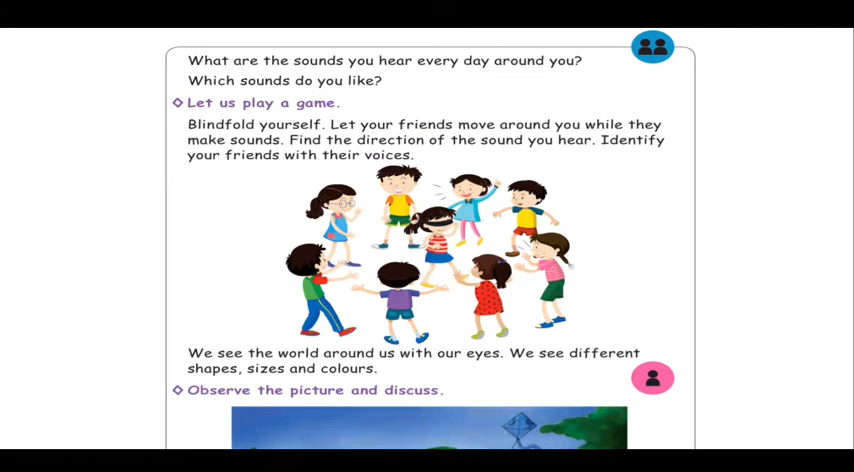 What are the sounds you hear every day around you?
Which sounds do you like?
Let us play a game.
Blindfold yourself. Let your friends move around you while they
make sounds. Find the direction of the sound you hear. Identify
your friends with their voices.
We see the world around us with our eyes. We see different
shapes, sizes and colours.
Observe the picture and discuss.